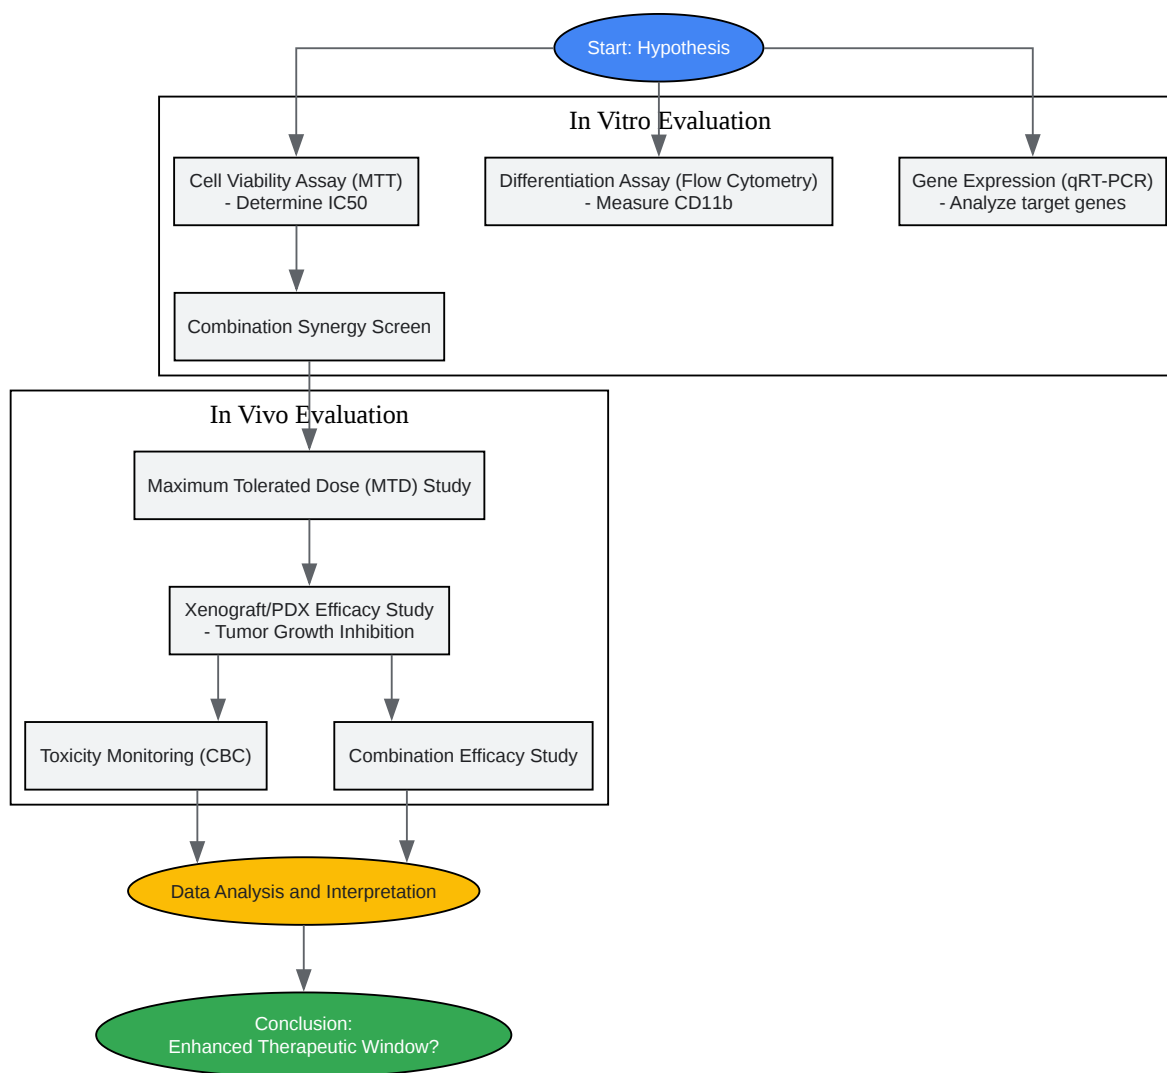 Start: Hypothesis
In Vitro Evaluation
Cell Viability Assay (MTT)
- Determine IC50
Differentiation Assay (Flow Cytometry)
- Measure CD11b
Gene Expression (qRT-PCR)
- Analyze target genes
Combination Synergy Screen
In Vivo Evaluation
Maximum Tolerated Dose (MTD) Study
Xenograft/PDX Efficacy Study
- Tumor Growth Inhibition
Toxicity Monitoring (CBC)
Combination Efficacy Study
Data Analysis and Interpretation
Conclusion:
Enhanced Therapeutic Window?